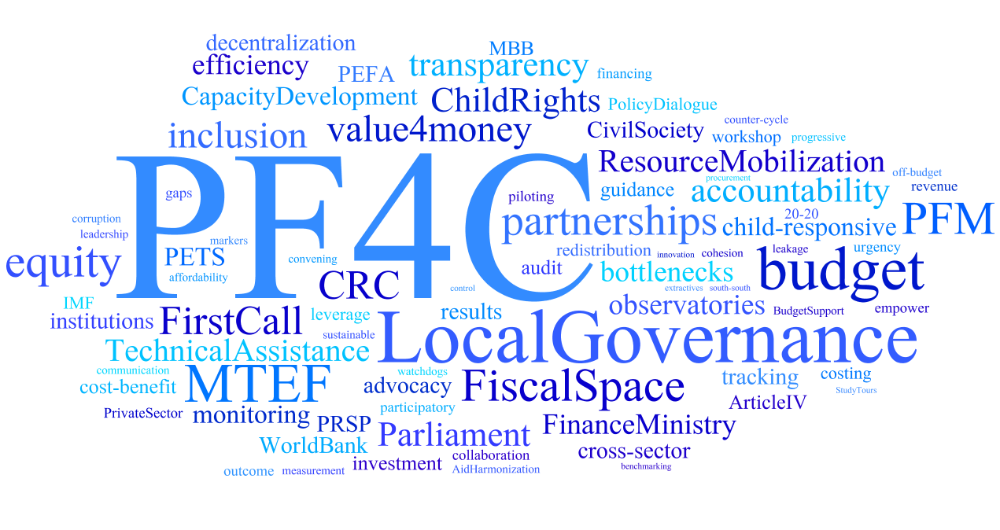 decentralization
MBB
efficiency
PEFA
transparency
financing
CapacityDevelopment
ChildRights
PolicyDialogue
inclusion
value4money
CivilSociety
counter-cycle
workshop
progressive
PF4C
ResourceMobilization
off-budget
procurement
gaps
piloting
guidance
accountability
revenue
corruption
leadership
markers
partnerships
20-20
child-responsive
PFM
equity
PETS
affordability
convening
CRC
redistribution
innovation
cohesion
leakage
urgency
audit
bottlenecks
budget
control
extractives
south-south
IMF
institutions
FirstCall
leverage
results
observatories
BudgetSupport
empower
sustainable
TechnicalAssistance
LocalGovernance
communication
cost-benefit
MTEF
watchdogs
advocacy
FiscalSpace
tracking
costing
StudyTours
PrivateSector
monitoring
PRSP
participatory
ArticleIV
WorldBank
Parliament
FinanceMinistry
cross-sector
investment
collaboration
outcome
measurement
AidHarmonization
benchmarking